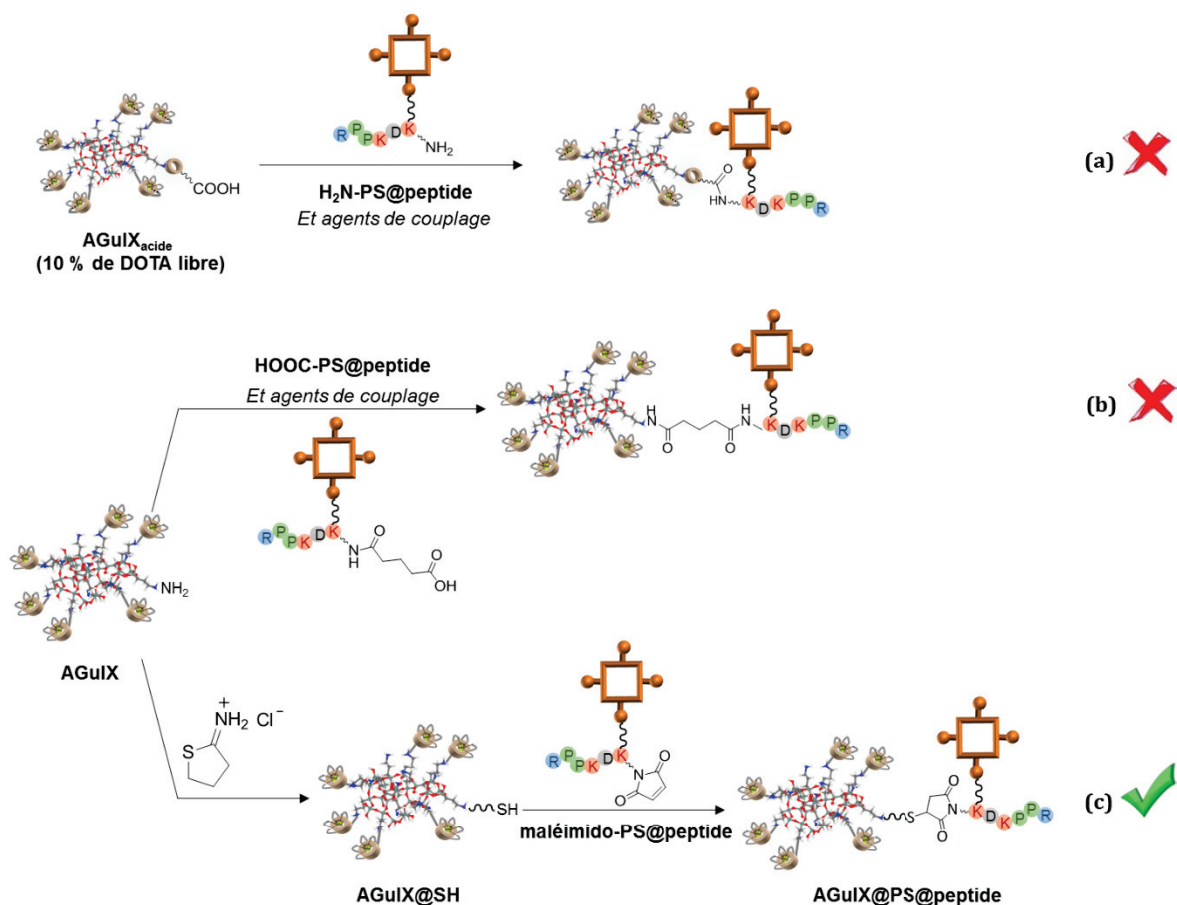 R P P K D K
NH2
COOH
H2N-PS@peptide
Et agents de couplage
AGuIXacide
(10 % de DOTA libre)
O
HN
K D K P P R
(a)
HOOC-PS@peptide
Et agents de couplage
R P P K D K
NH
O
O
OH
NH2
AGuIX
H
N
O
O
H
N
K D K P P R
(b)
+
NH2 Cl−
S
SH
AGuIX@SH
R P P K D K
N
O
O
maléimido-PS@peptide
S
O
N
O
K D K P P R
AGuIX@PS@peptide
(c)